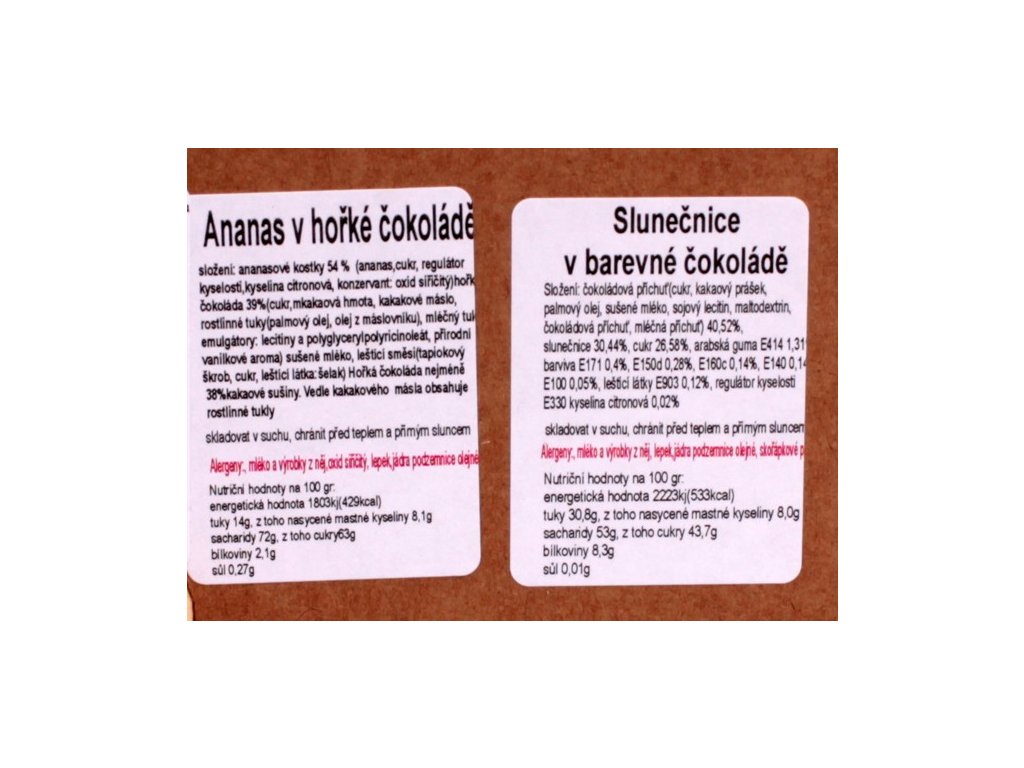 Ananas v hořké čokoládě
složení: ananasové kostky 54 % (ananas,cukr, regulátor
kyselosti,kyselina citronová, konzervant: oxid siřičitý)hořk
čokoláda 39%(cukr,mkakaová hmota, kakakové máslo,
rostlinné tuky(palmový olej, olej z máslovníku), mléčný tuk
emulgátory: lecitiny a polyglycerylpolyricinoleát, přírodní
vanilkové aroma) sušené mléko, leštící směsi(tapiokový
škrob, cukr, leštící látka:šelak) Hořká čokoláda nejméně
38%kakaové sušiny. Vedle kakakového másla obsahuje
rostlinné tukly
skladovat v suchu, chránit před teplem a přímým sluncem
Alergeny:, mléko a výrobky z něj,oxid siřičitý, lepek,jádra podzemnice olejné
Nutriční hodnoty na 100 gr:
energetická hodnota 1803kj(429kcal)
tuky 14g, z toho nasycené mastné kyseliny 8,1g
sacharidy 72g, z toho cukry63g
bílkoviny 2,1g
sůl 0,27g
Slunečnice
v barevné čokoládě
Složení: čokoládová příchuť(cukr, kakaový prášek,
palmový olej, sušené mléko, sojový lecitin, maltodextrin,
čokoládová příchuť, mléčná příchuť) 40,52%,
slunečnice 30,44%, cukr 26,58%, arabská guma E414 1,31%
barviva E171 0,4%, E150d 0,28%, E160c 0,14%, E140 0,14
E100 0,05%, leštící látky E903 0,12%, regulátor kyselosti
E330 kyselina citronová 0,02%
skladovat v suchu, chránit před teplem a přímým sluncem
Alergeny:, mléko a výrobky z něj, lepek,jádra podzemnice olejné, skořápkové p
Nutriční hodnoty na 100 gr:
energetická hodnota 2223kj(533kcal)
tuky 30,8g, z toho nasycené mastné kyseliny 8,0g
sacharidy 53g, z toho cukry 43,7g
bílkoviny 8,3g
sůl 0,01g